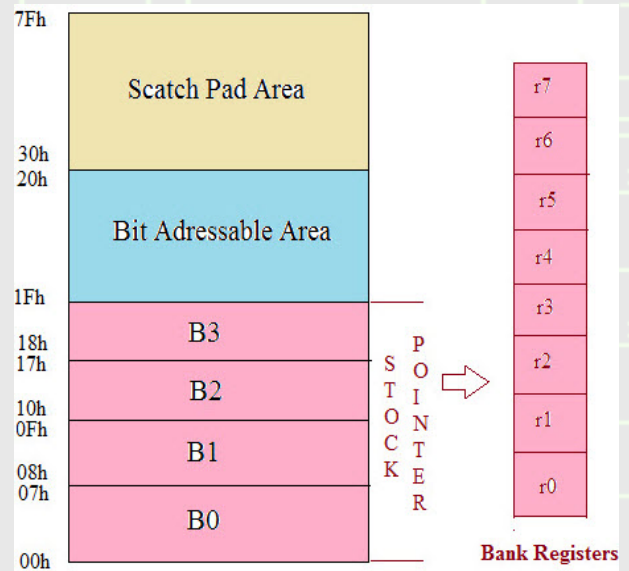 7Fh
Scatch Pad Area
30h
20h
Bit Adressable Area
1Fh
B3
18h
17h
B2
10h
0Fh
B1
08h
07h
B0
00h
STOCK
POINTER
r7
r6
r5
r4
r3
r2
r1
r0
Bank Registers